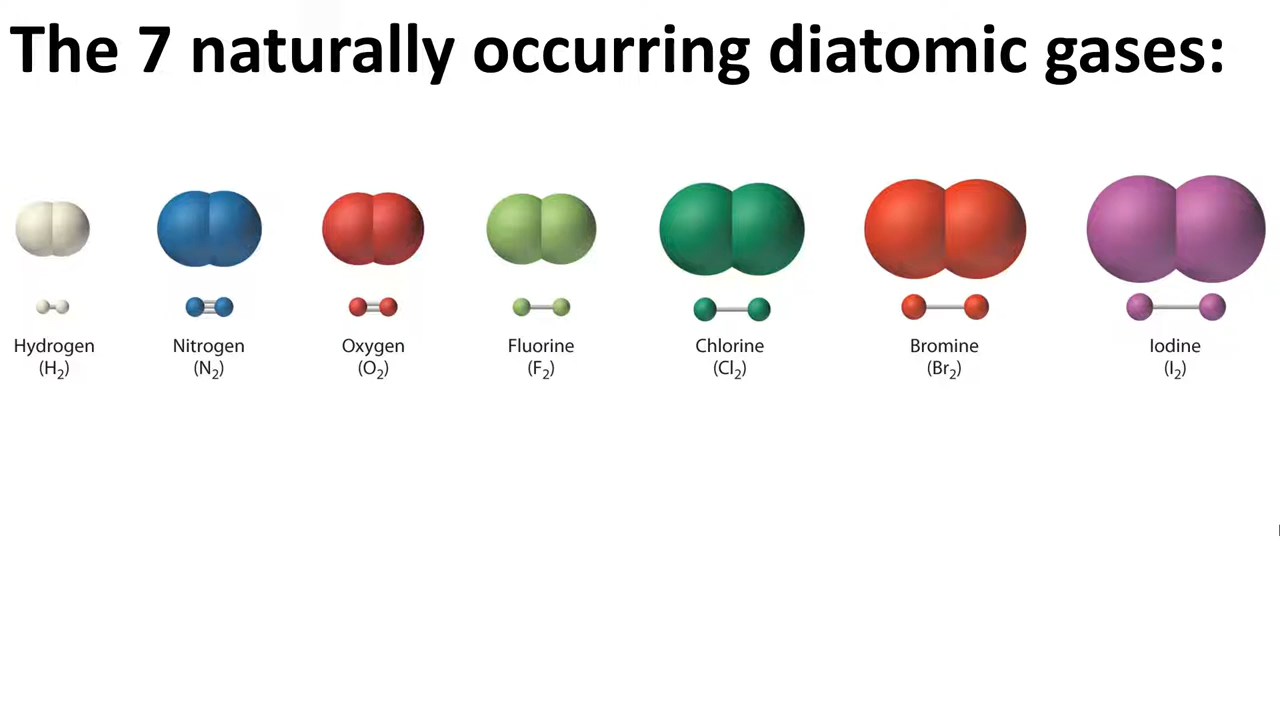 The 7 naturally occurring diatomic gases:
Hydrogen Nitrogen Oxygen Fluorine Chlorine Bromine Iodine
(H₂) (N₂) (O₂) (F₂) (Cl₂) (Br₂) (I₂)